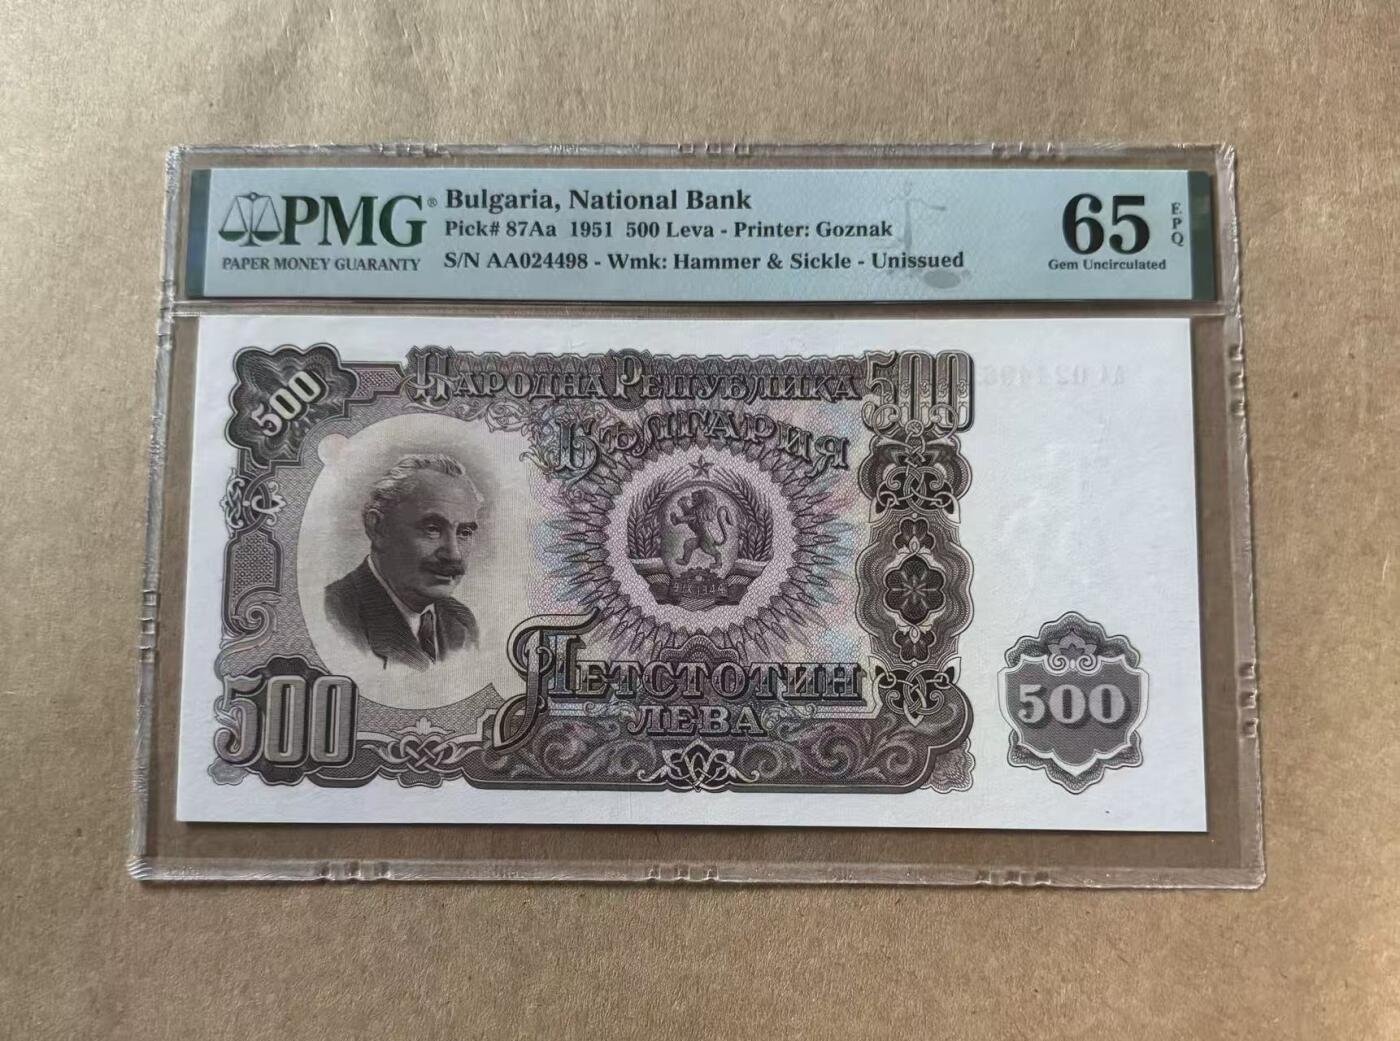 PMG®
PAPER MONEY GUARANTY
Bulgaria, National Bank
Pick# 87Aa 1951 500 Leva - Printer: Goznak
S/N AA024498 - Wmk: Hammer & Sickle - Unissued
65
EPQ
Gem Uncirculated
500
НАРОДНА РЕПУБЛИКА
500
БЪЛГАРИЯ
500
ПЕТСТОТИН
ЛЕВА
500